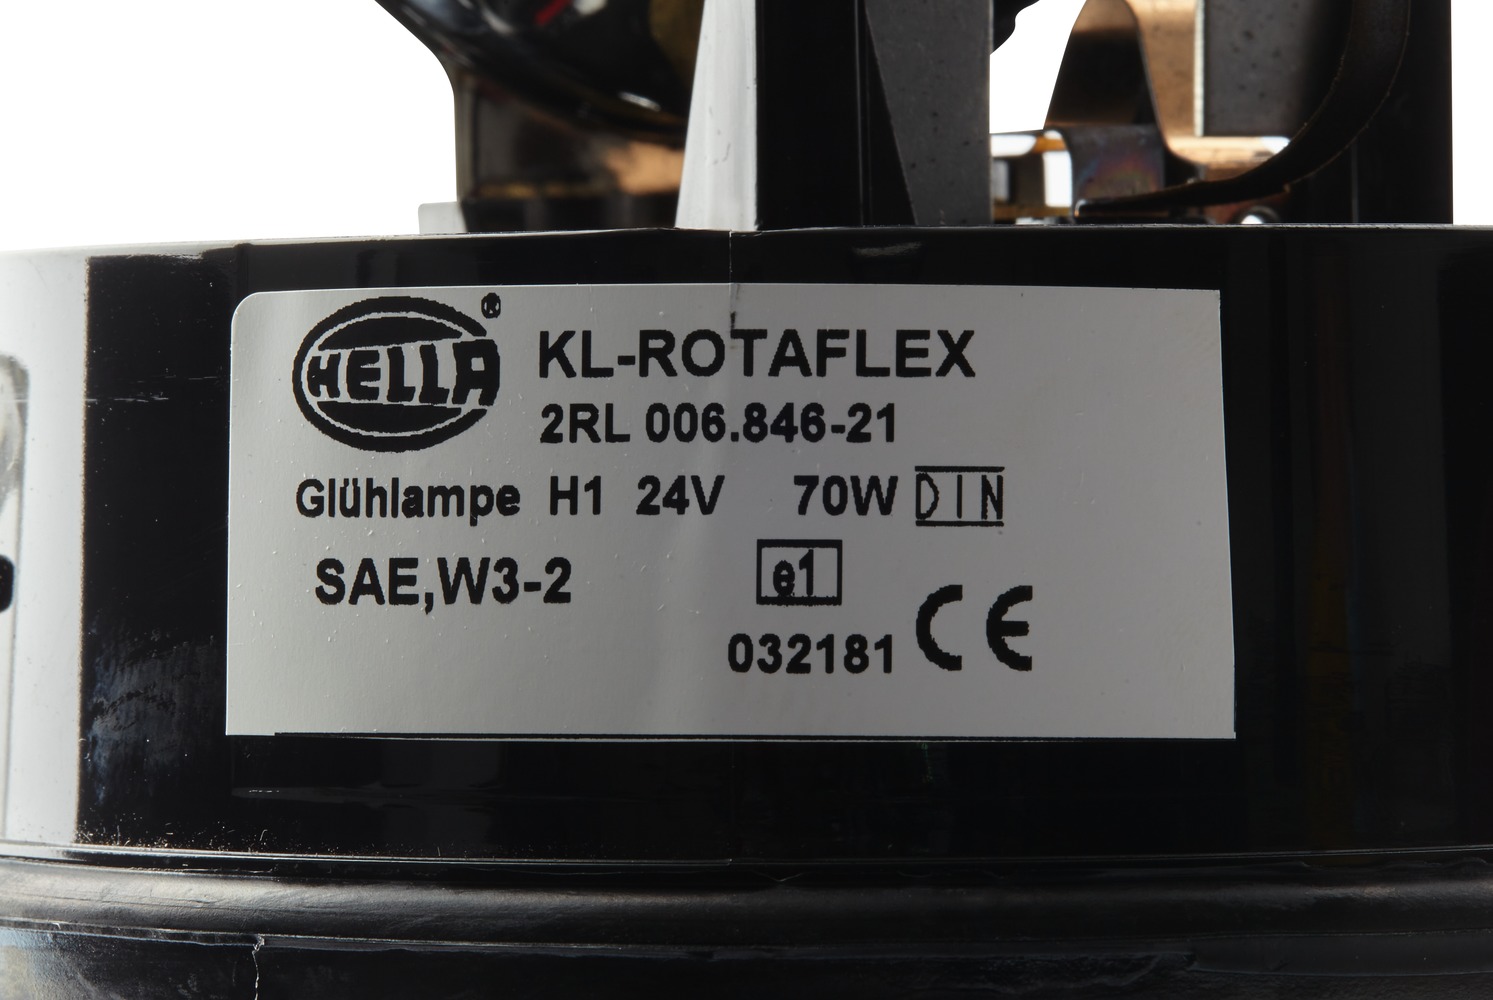 HELLA®
KL-ROTAFLEX
2RL 006.846-21
Glühlampe H1 24V 70W DIN
SAE,W3-2
e1
032181 CE